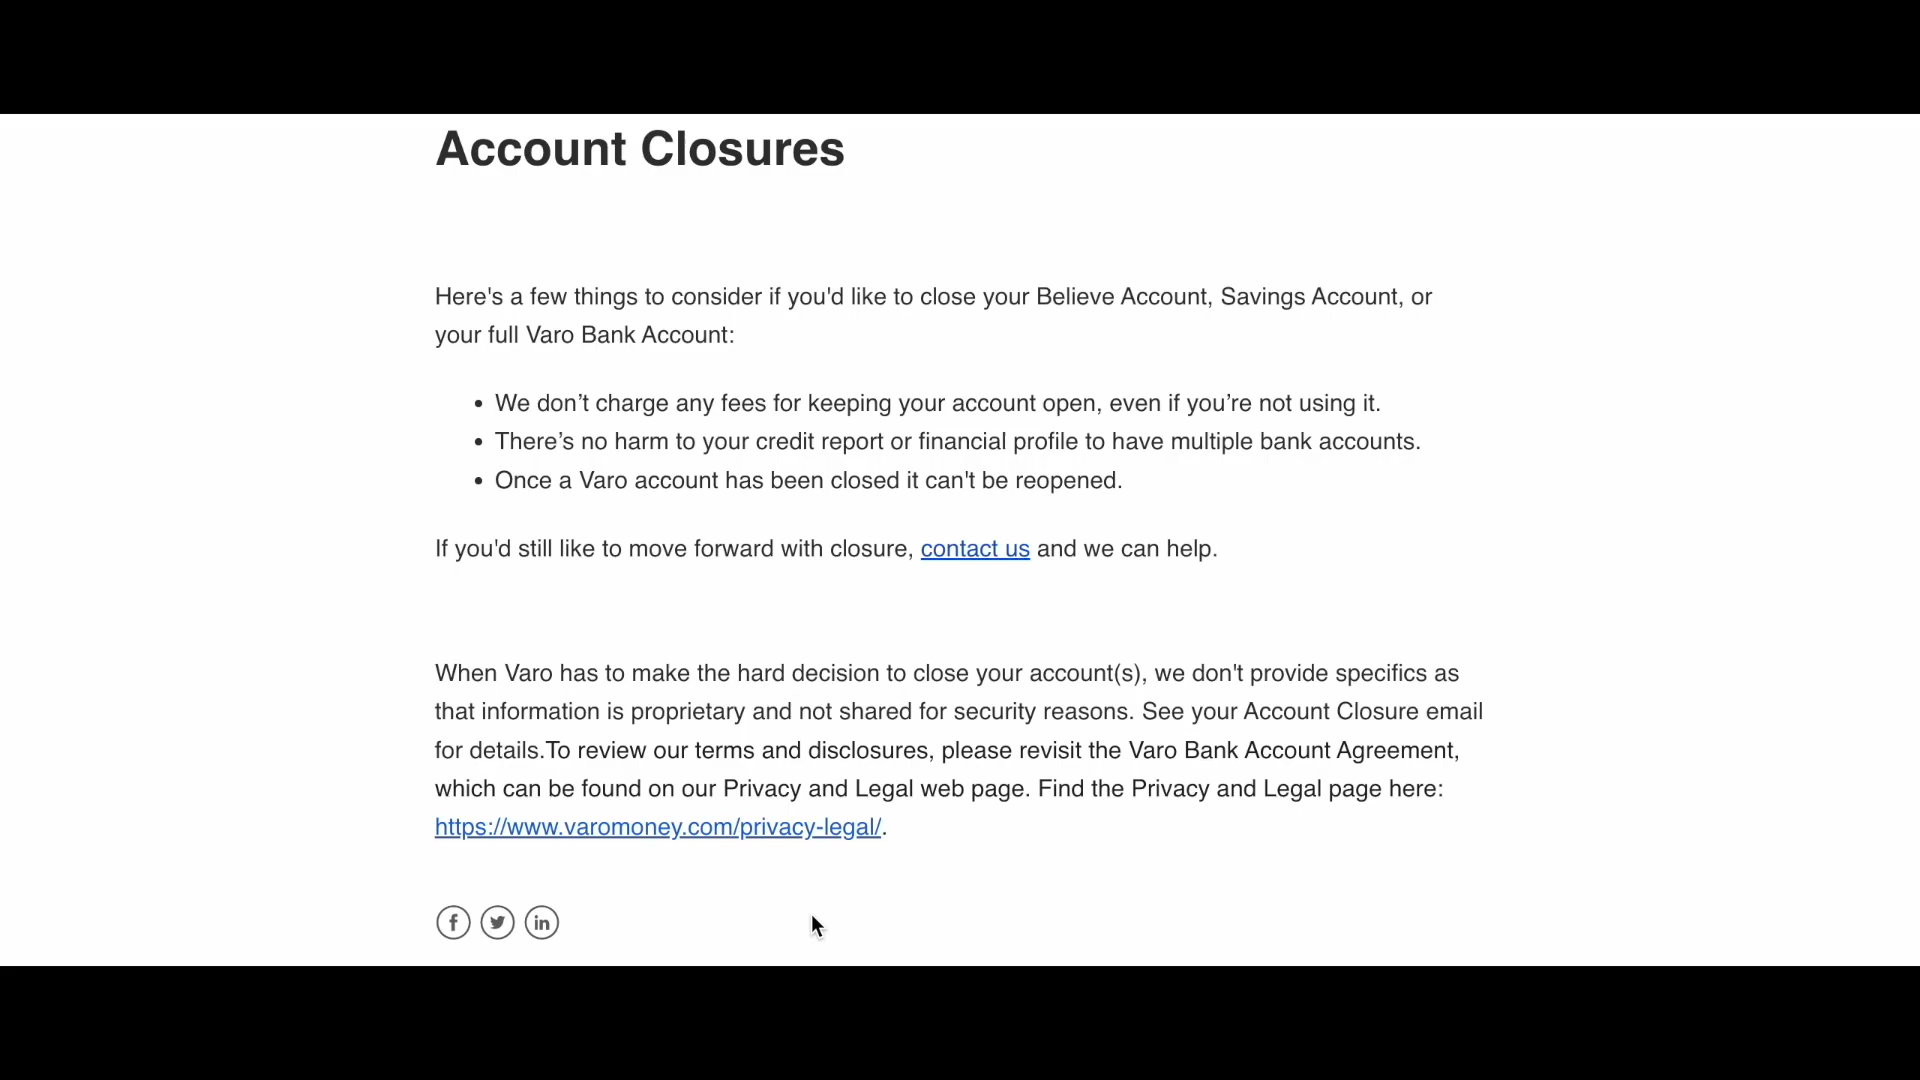 Account Closures
Here's a few things to consider if you'd like to close your Believe Account, Savings Account, or
your full Varo Bank Account:
• We don’t charge any fees for keeping your account open, even if you’re not using it.
• There’s no harm to your credit report or financial profile to have multiple bank accounts.
• Once a Varo account has been closed it can't be reopened.
If you'd still like to move forward with closure, contact us and we can help.
When Varo has to make the hard decision to close your account(s), we don't provide specifics as
that information is proprietary and not shared for security reasons. See your Account Closure email
for details.To review our terms and disclosures, please revisit the Varo Bank Account Agreement,
which can be found on our Privacy and Legal web page. Find the Privacy and Legal page here:
https://www.varomoney.com/privacy-legal/.